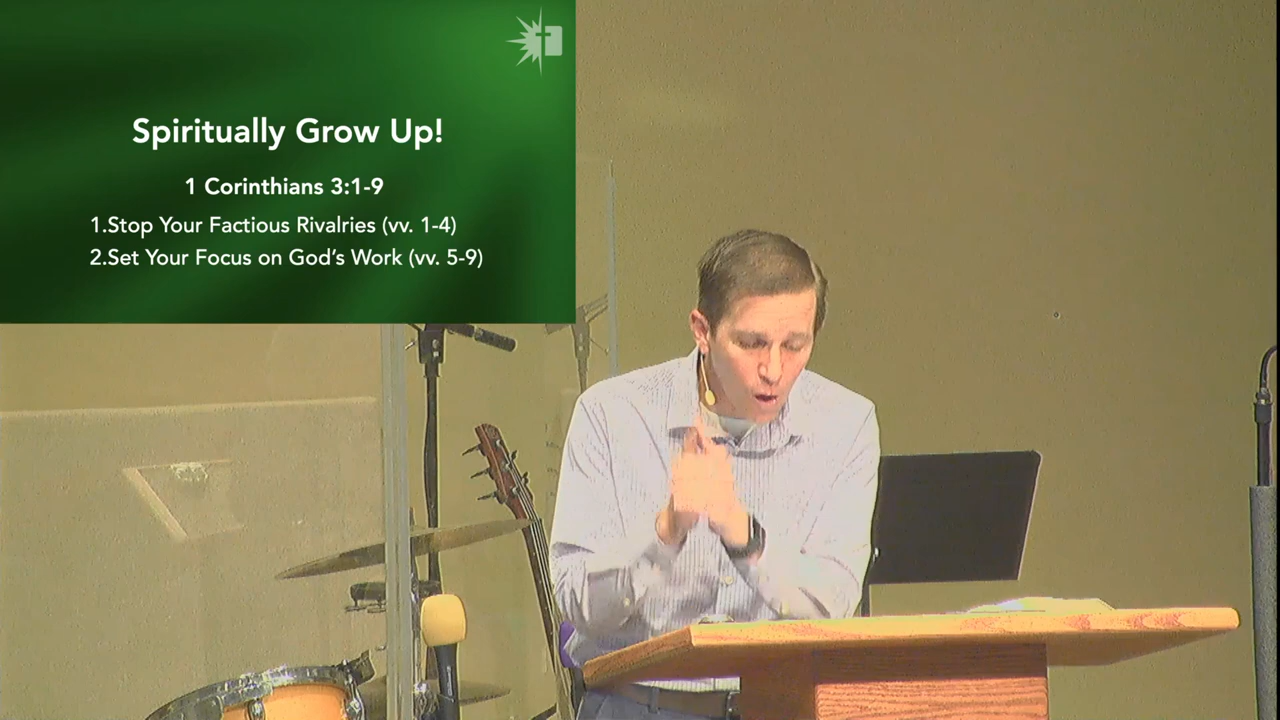 Spiritually Grow Up!
1 Corinthians 3:1-9
1.Stop Your Factious Rivalries (vv. 1-4)
2.Set Your Focus on God's Work (vv. 5-9)